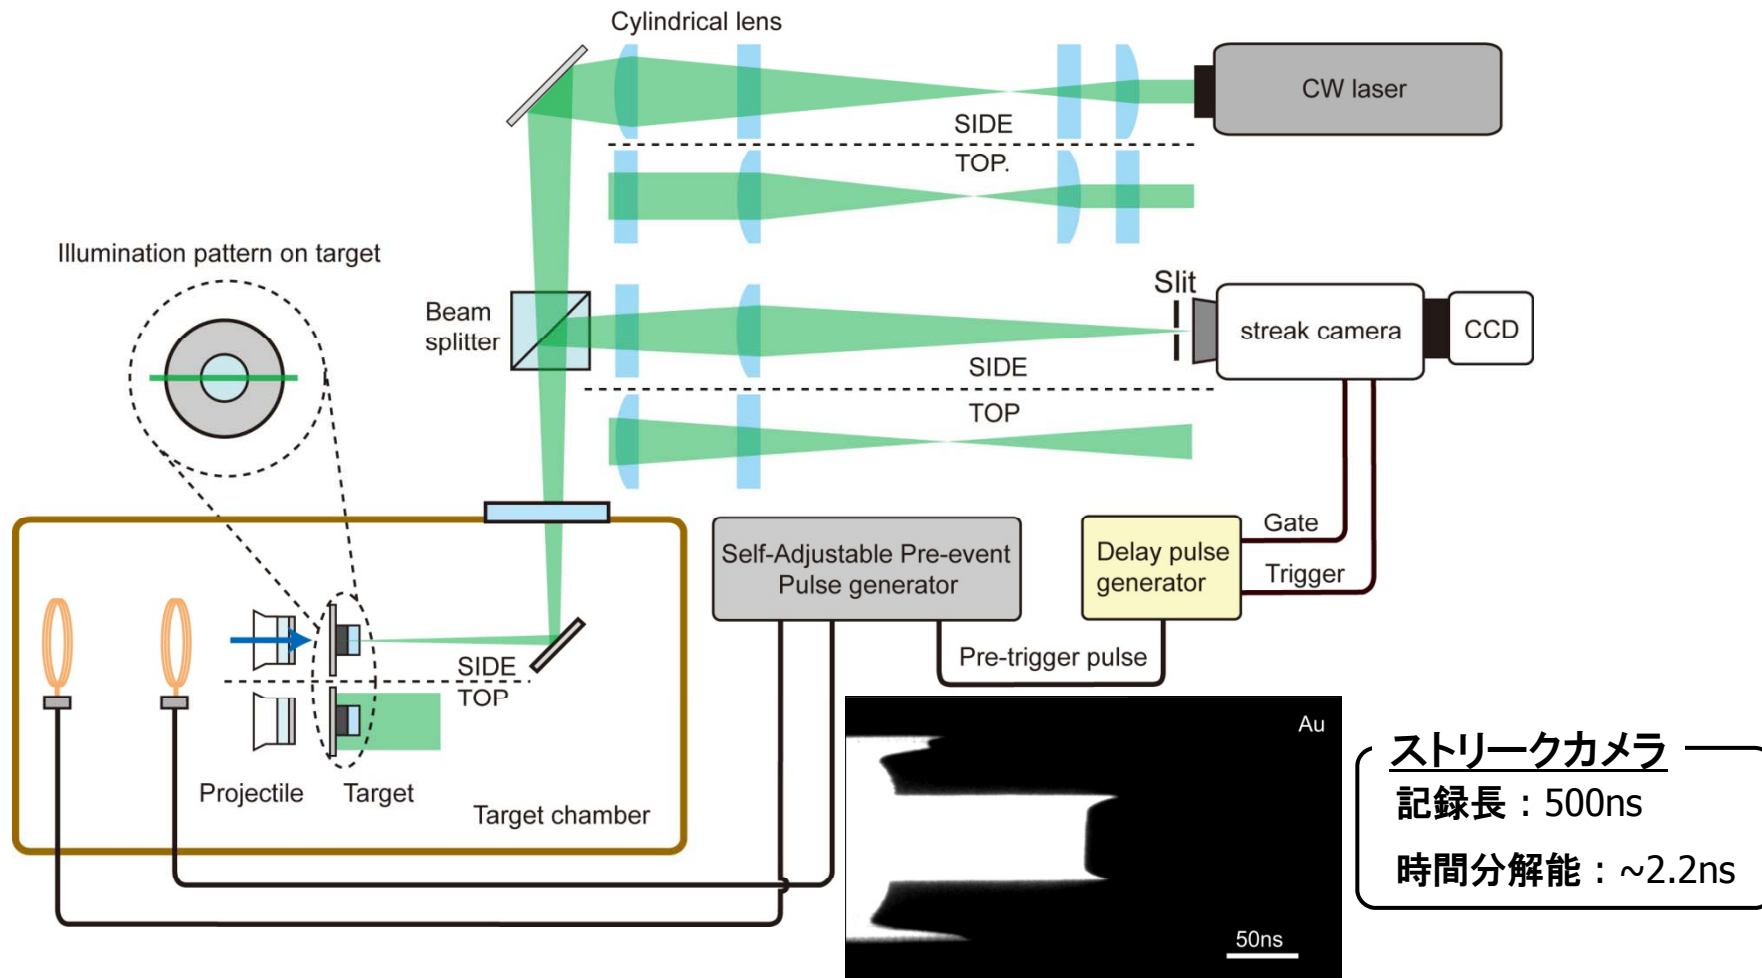 Cylindrical lens
CW laser
SIDE
TOP.
Illumination pattern on target
Beam
splitter
Slit
streak camera
CCD
SIDE
TOP
Gate
Trigger
Self-Adjustable Pre-event
Pulse generator
Delay pulse
generator
Pre-trigger pulse
SIDE
TOP
Projectile
Target
Target chamber
Au
50ns
ストリークカメラ
記録長：500ns
時間分解能：~2.2ns